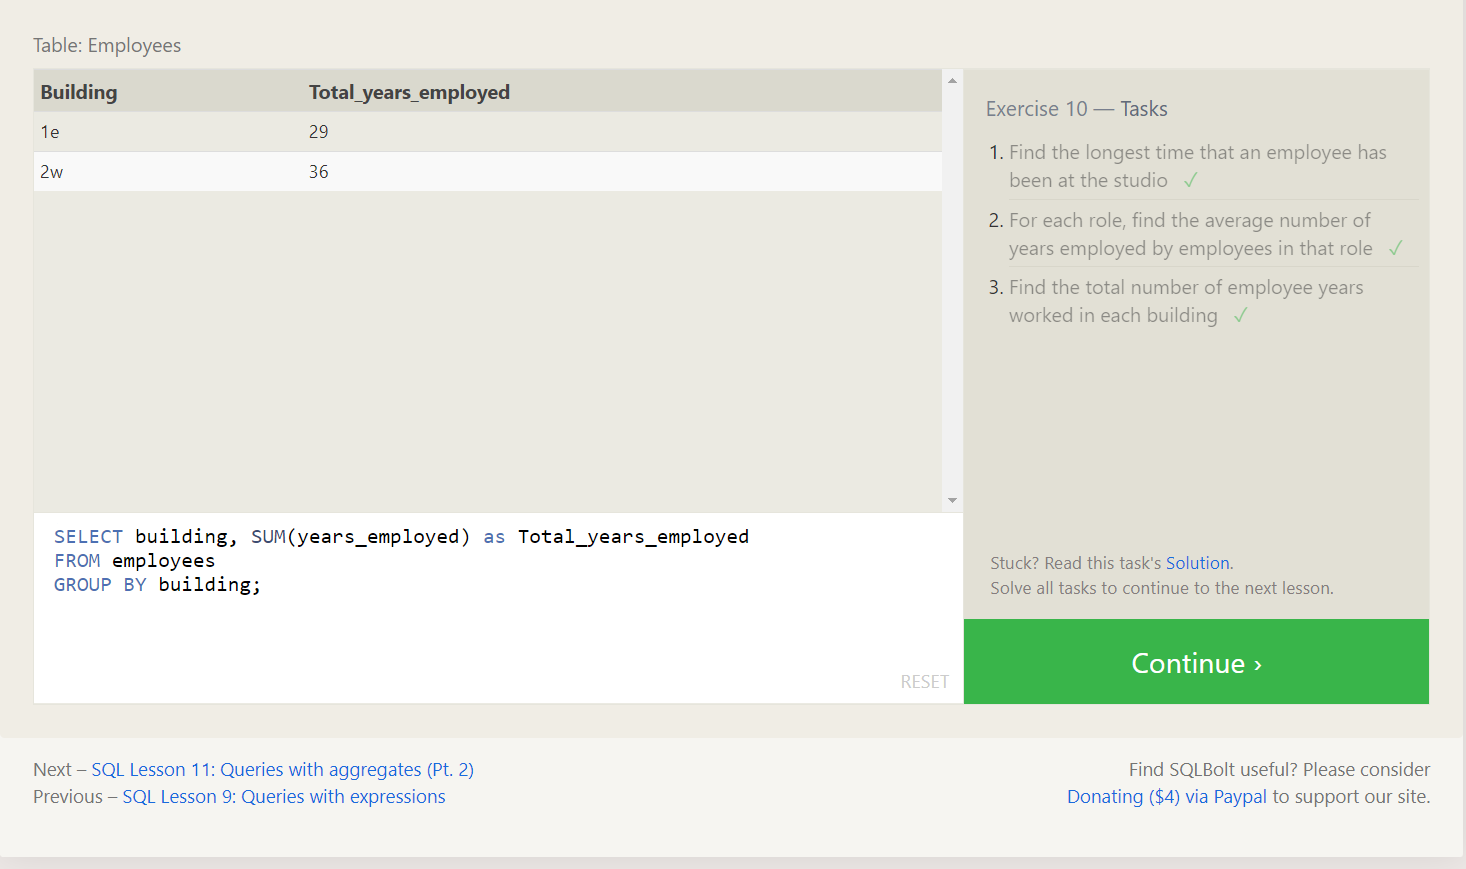 Table: Employees
Building Total_years_employed
1e 29
2w 36
SELECT building, SUM(years_employed) as Total_years_employed
FROM employees
GROUP BY building;
RESET
Exercise 10 — Tasks
1. Find the longest time that an employee has
been at the studio ✓
2. For each role, find the average number of
years employed by employees in that role ✓
3. Find the total number of employee years
worked in each building ✓
Stuck? Read this task's Solution.
Solve all tasks to continue to the next lesson.
Continue ›
Next – SQL Lesson 11: Queries with aggregates (Pt. 2)
Previous – SQL Lesson 9: Queries with expressions
Find SQLBolt useful? Please consider
Donating ($4) via Paypal to support our site.